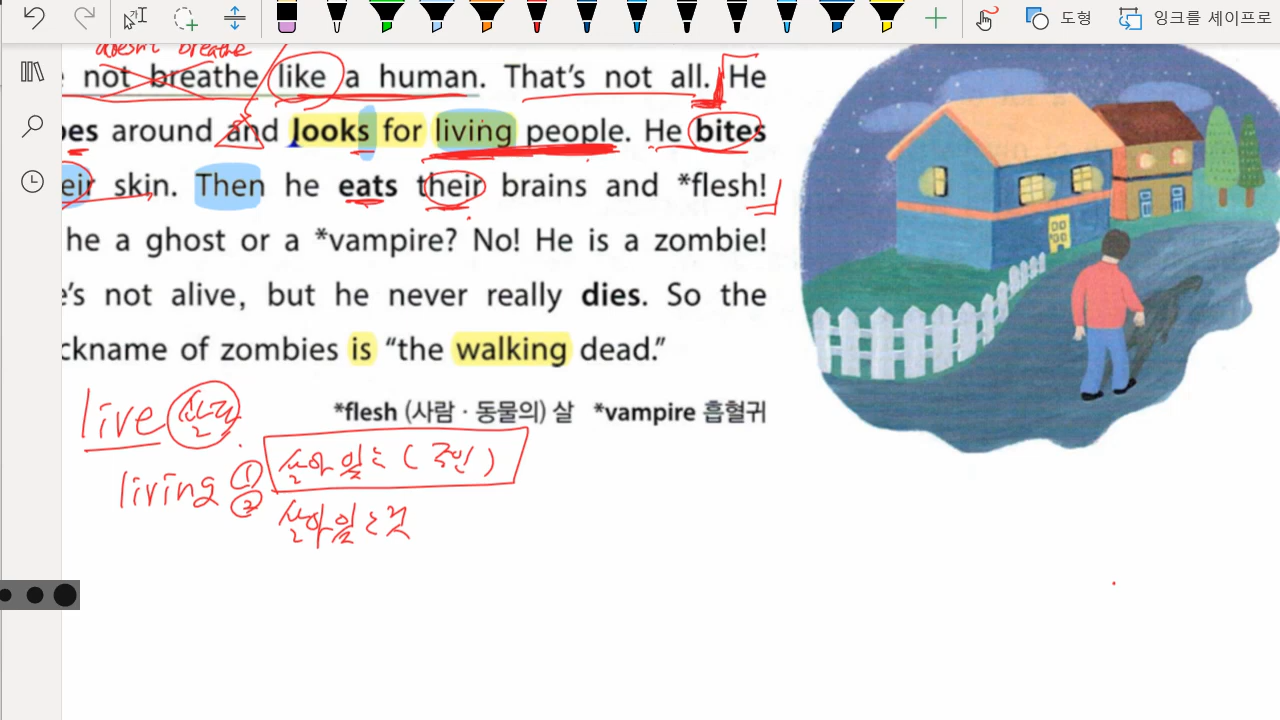 도형 잉크를 셰이프로
doesn't breathe
not breathe like a human. That's not all. He
oes around and looks for living people. He bites
eir skin. Then he eats their brains and *flesh!
he a ghost or a *vampire? No! He is a zombie!
e's not alive, but he never really dies. So the
ckname of zombies is “the walking dead.”
*flesh (사람 · 동물의) 살 *vampire 흡혈귀
live 살다
living ① 살아 있는 ( 국민 )
② 살아있는것